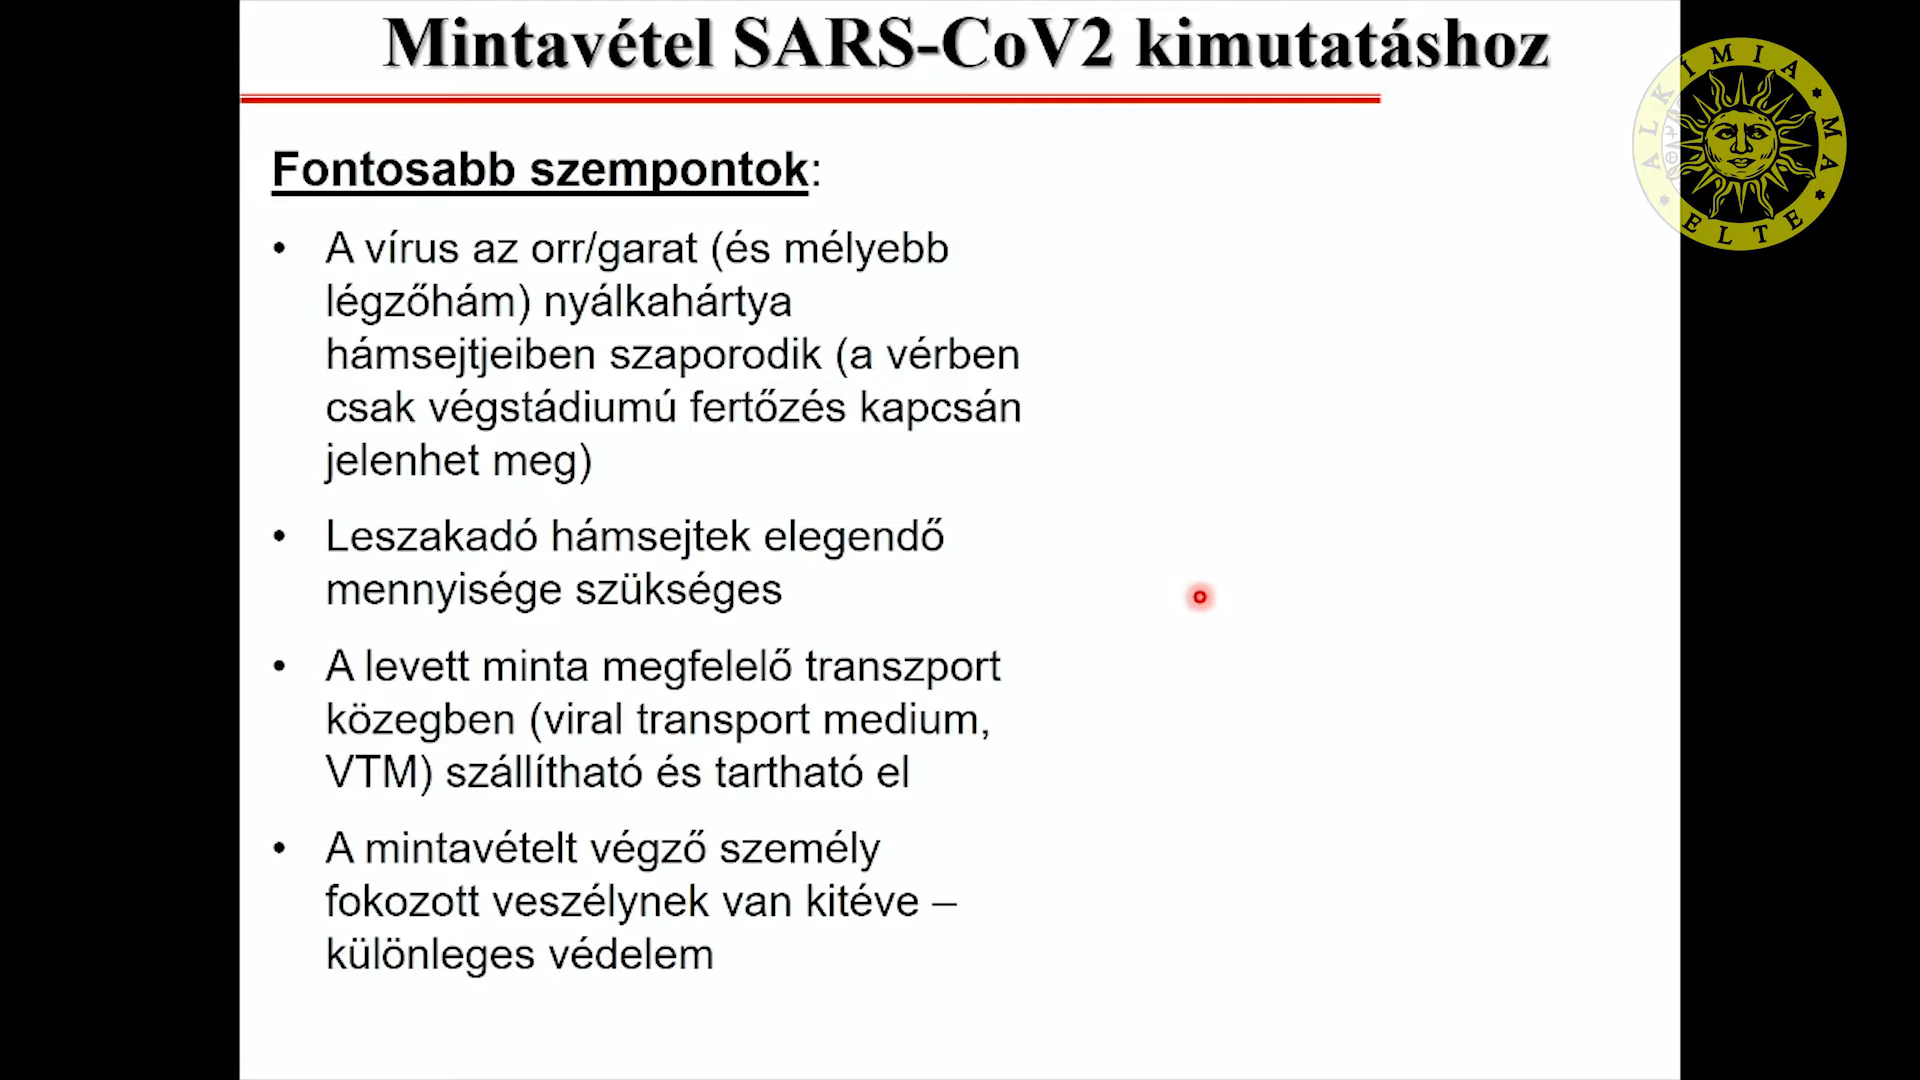 Mintavétel SARS-CoV2 kimutatáshoz
ALKÍMIA MA
ELTE
Fontosabb szempontok:
• A vírus az orr/garat (és mélyebb
légzőhám) nyálkahártya
hámsejtjeiben szaporodik (a vérben
csak végstádiumú fertőzés kapcsán
jelenhet meg)
• Leszakadó hámsejtek elegendő
mennyisége szükséges
• A levett minta megfelelő transzport
közegben (viral transport medium,
VTM) szállítható és tartható el
• A mintavételt végző személy
fokozott veszélynek van kitéve –
különleges védelem